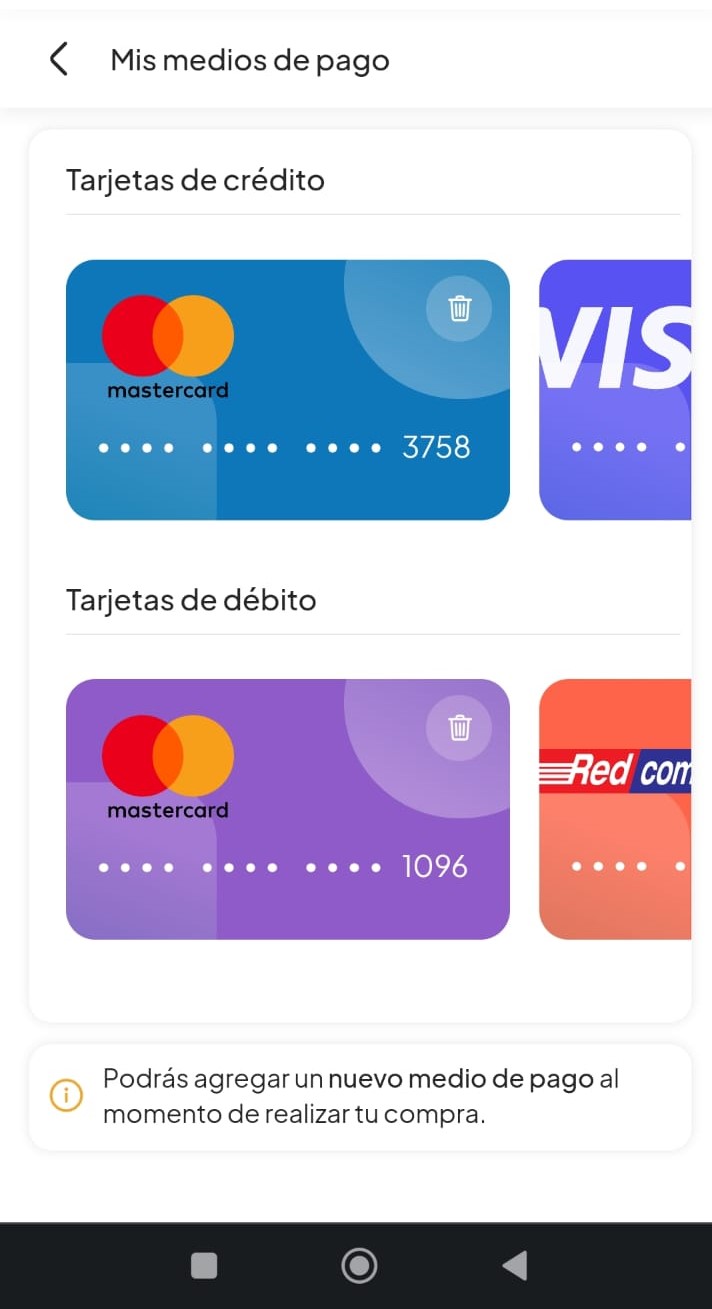 Mis medios de pago
Tarjetas de crédito
mastercard
VIS
•••• •••• •••• 3758
•••• •
Tarjetas de débito
mastercard
Red com
•••• •••• •••• 1096
•••• •
Podrás agregar un nuevo medio de pago al
momento de realizar tu compra.